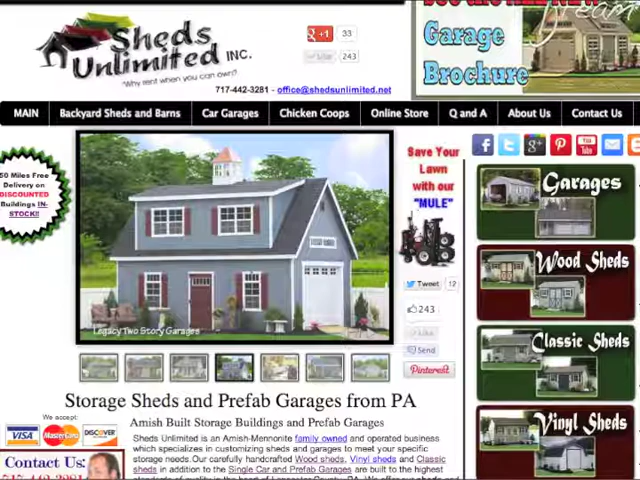 Sheds
Unlimited INC.
"Why rent when you can own?"
717-442-3281 - office@shedsunlimited.net
+1 33
243
Garage
Brochure
MAIN Backyard Sheds and Barns Car Garages Chicken Coops Online Store Q and A About Us Contact Us
50 Miles Free
Delivery on
DISCOUNTED
Buildings IN-
STOCK!!
Legacy Two Story Garages
Save Your
Lawn
with our
"MULE"
Tweet 12
243
Like
Send
Pinterest
You
Tube
Garages
Wood Sheds
Classic Sheds
Vinyl Sheds
Storage Sheds and Prefab Garages from PA
Amish Built Storage Buildings and Prefab Garages
We accept:
VISA MasterCard DISCOVER
Contact Us:
Sheds Unlimited is an Amish-Mennonite family owned and operated business
which specializes in customizing sheds and garages to meet your specific
storage needs.Our carefully handcrafted Wood sheds, Vinyl sheds and Classic
sheds in addition to the Single Car and Prefab Garages are built to the highest